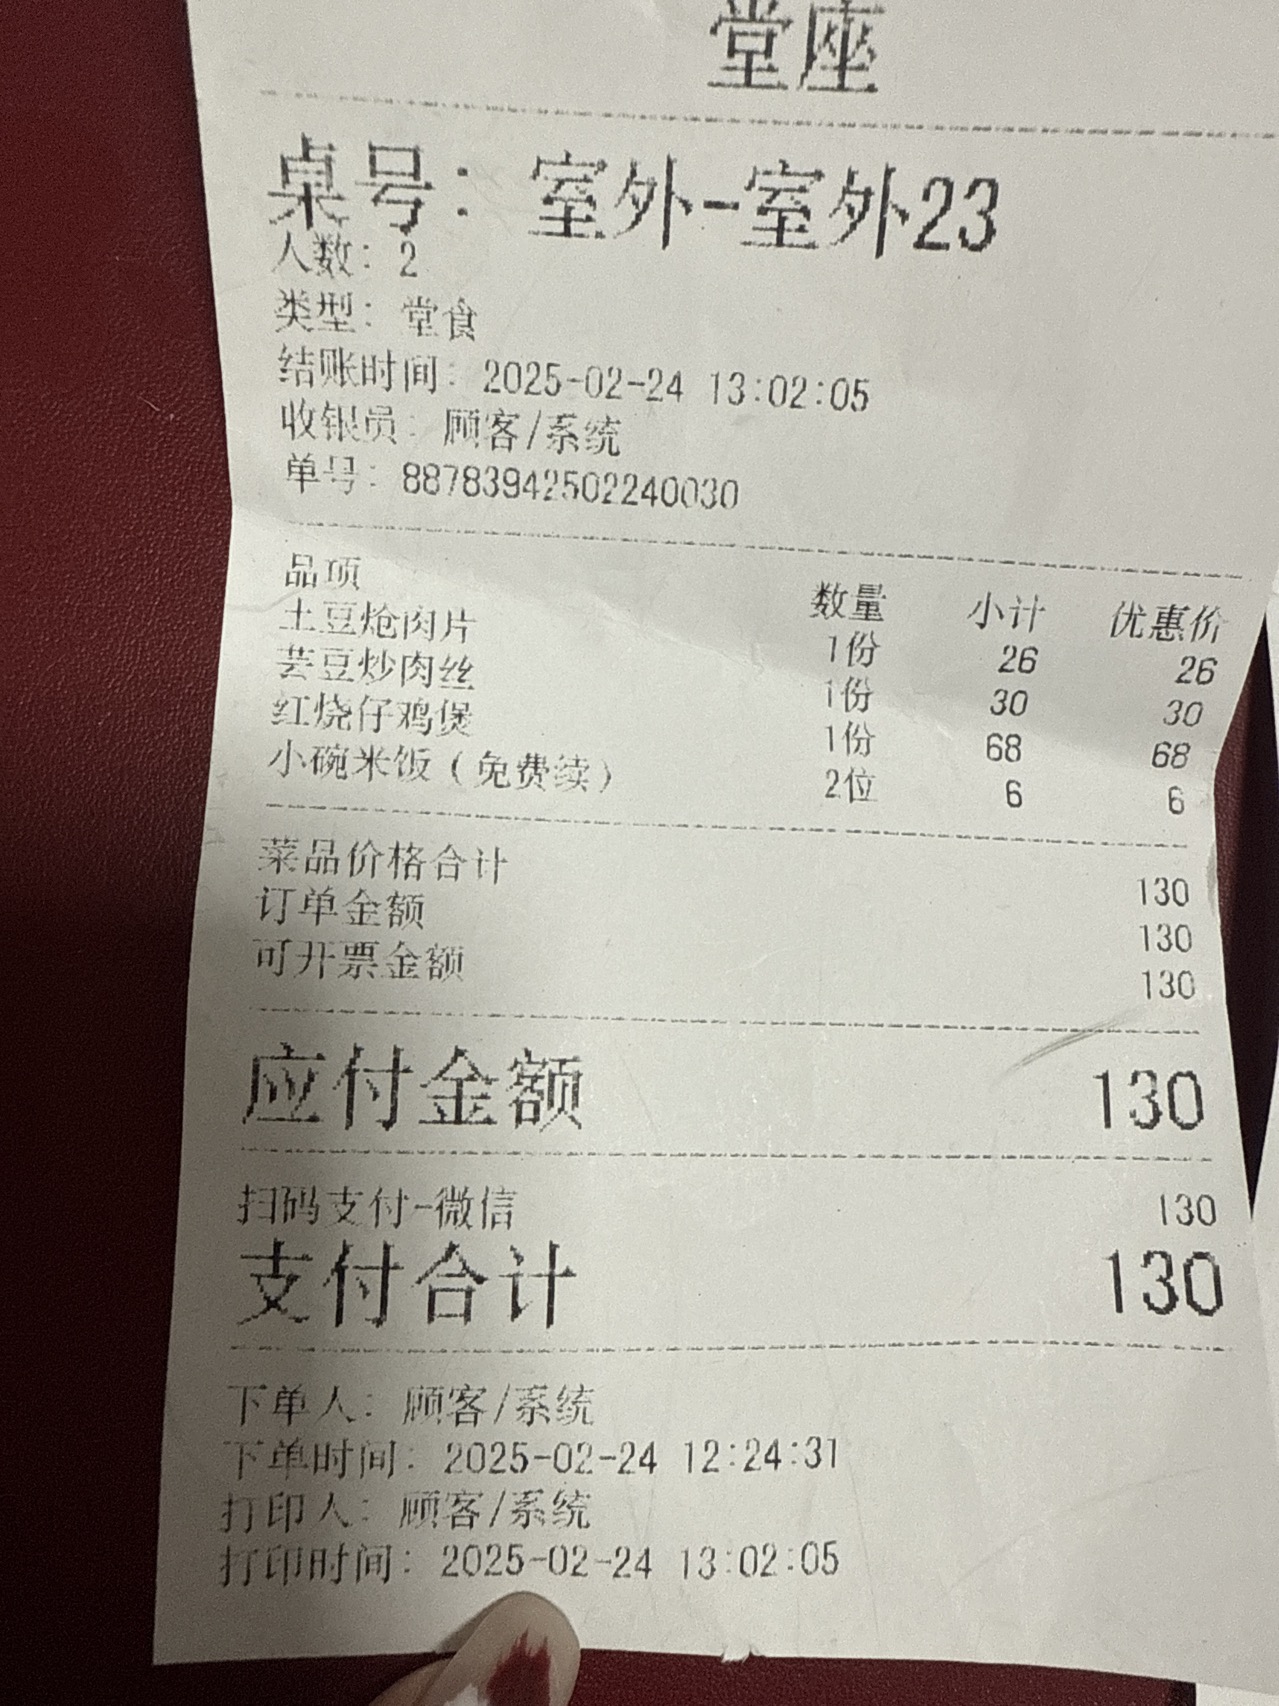 堂座
桌号：室外-室外23
人数：2
类型：堂食
结账时间：2025-02-24 13:02:05
收银员：顾客/系统
单号：88783942502240030
品项 数量 小计 优惠价
土豆炝肉片 1份 26 26
芸豆炒肉丝 1份 30 30
红烧仔鸡煲 1份 68 68
小碗米饭（免费续） 2位 6 6
菜品价格合计 130
订单金额 130
可开票金额 130
应付金额 130
扫码支付-微信 130
支付合计 130
下单人：顾客/系统
下单时间：2025-02-24 12:24:31
打印人：顾客/系统
打印时间：2025-02-24 13:02:05